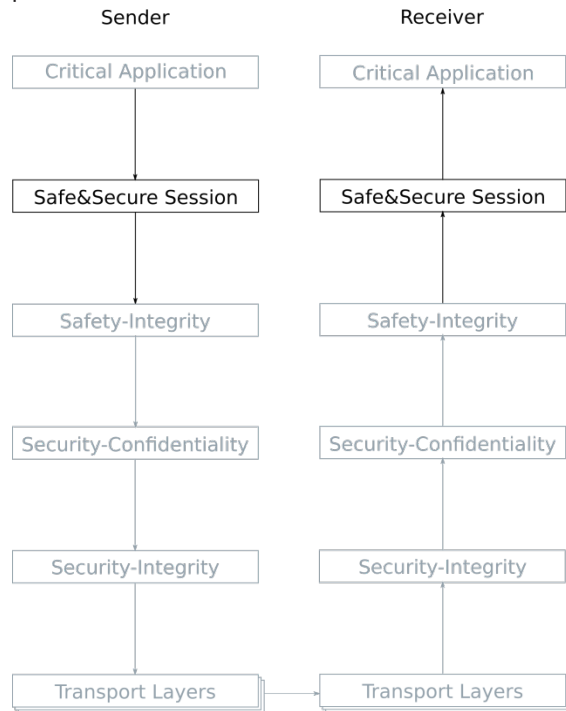 Sender
Receiver
Critical Application
Critical Application
Safe&Secure Session
Safe&Secure Session
Safety-Integrity
Safety-Integrity
Security-Confidentiality
Security-Confidentiality
Security-Integrity
Security-Integrity
Transport Layers
Transport Layers